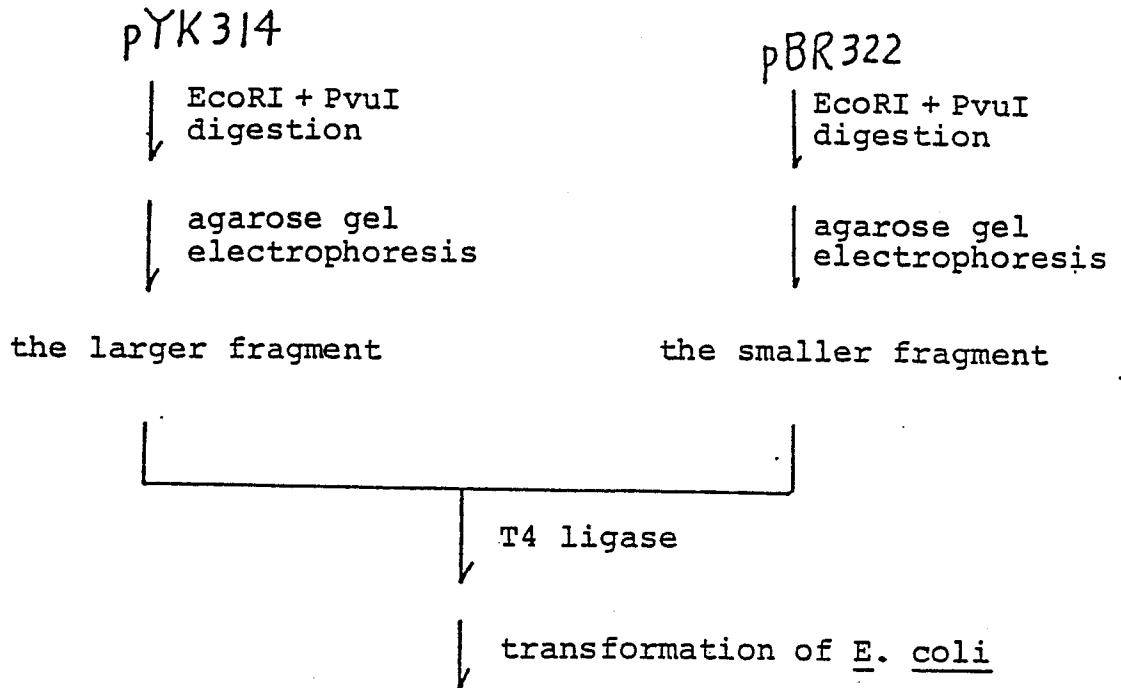 pYK314
EcoRI + PvuI
digestion
agarose gel
electrophoresis
the larger fragment
pBR322
EcoRI + PvuI
digestion
agarose gel
electrophoresis
the smaller fragment
T4 ligase
transformation of E. coli